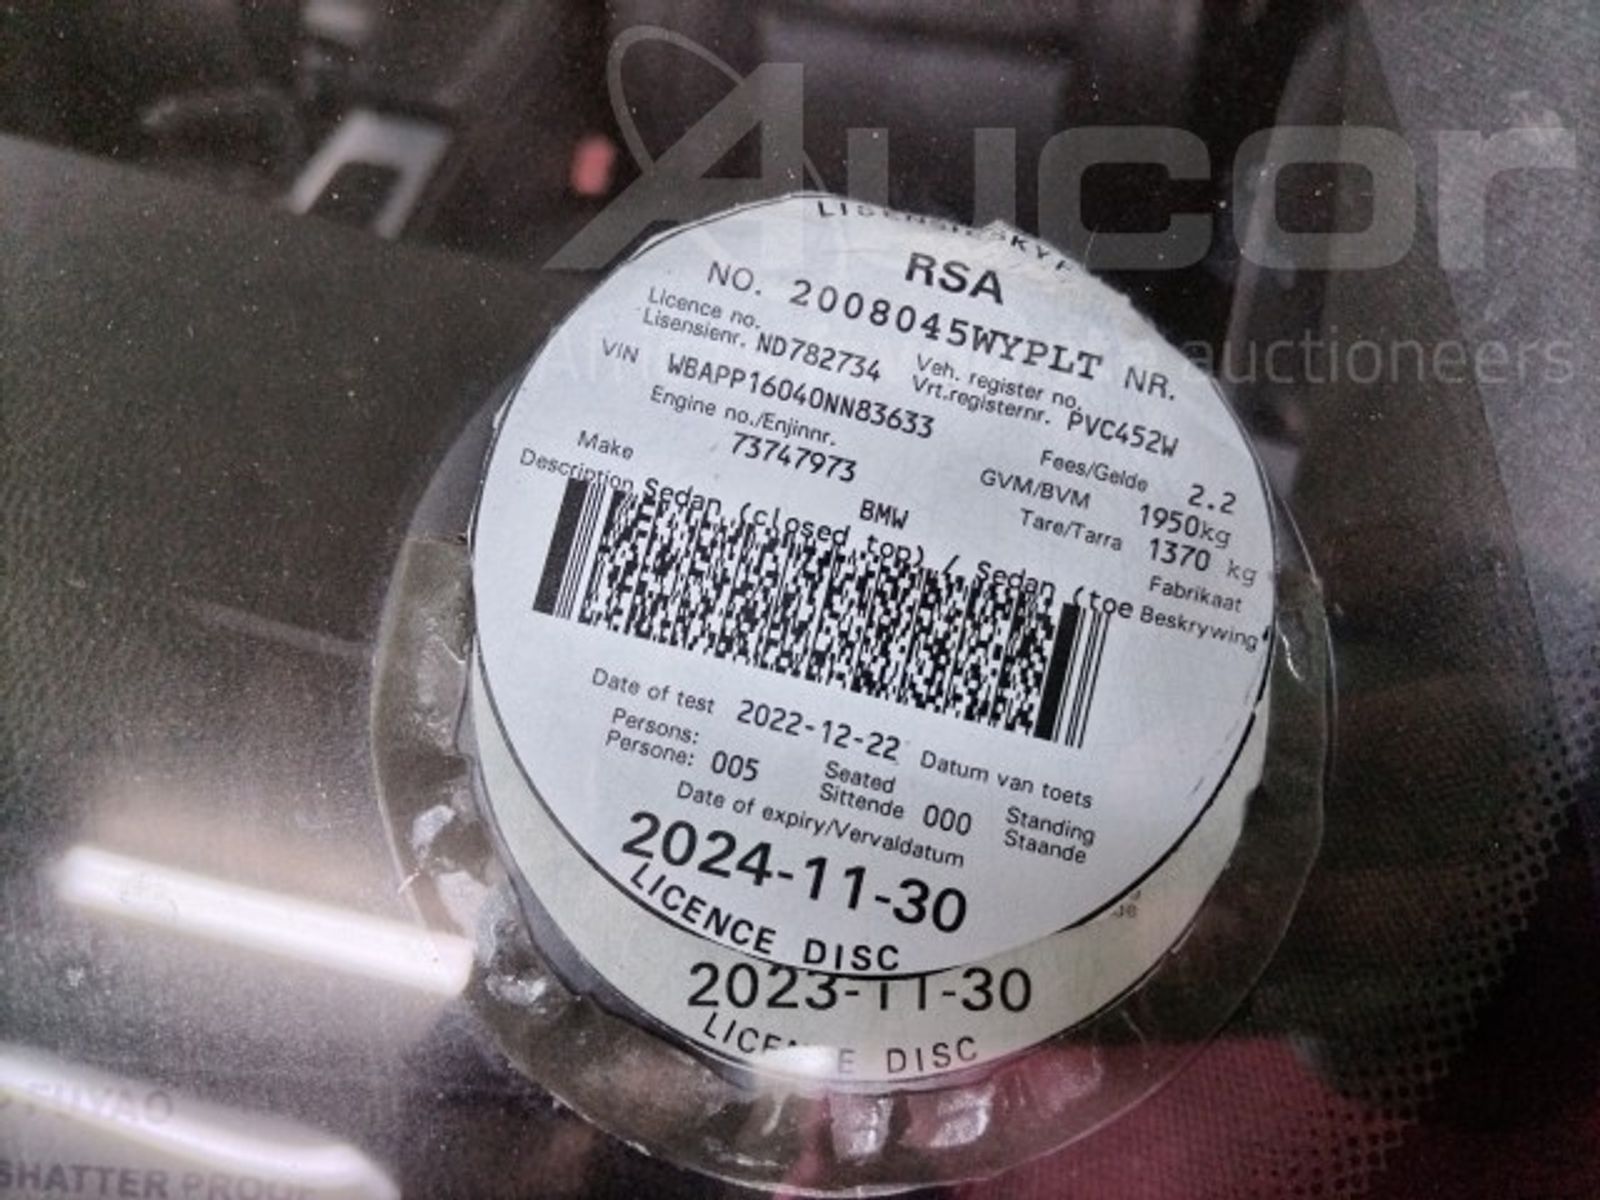 Aucor
auctioneers
RSA
NO. 2008045WYPLT NR.
Licence no.
Lisensienr. ND782734
Veh. register no.
Vrt.registernr. PVC452W
VIN WBAPP16040NN83633
Engine no./Enjinnr.
73747973
Fees/Gelde 2.2
GVM/BVM 1950kg
Tare/Tarra 1370 kg
Make BMW Fabrikaat
Description Sedan (closed top) / Sedan (toe Beskrywing
Date of test 2022-12-22 Datum van toets
Persons:
Persone: 005
Seated
Sittende 000
Standing
Staande
Date of expiry/Vervaldatum
2024-11-30
LICENCE DISC
2023-11-30
DISC
FUYAO
SHATTER PROOF